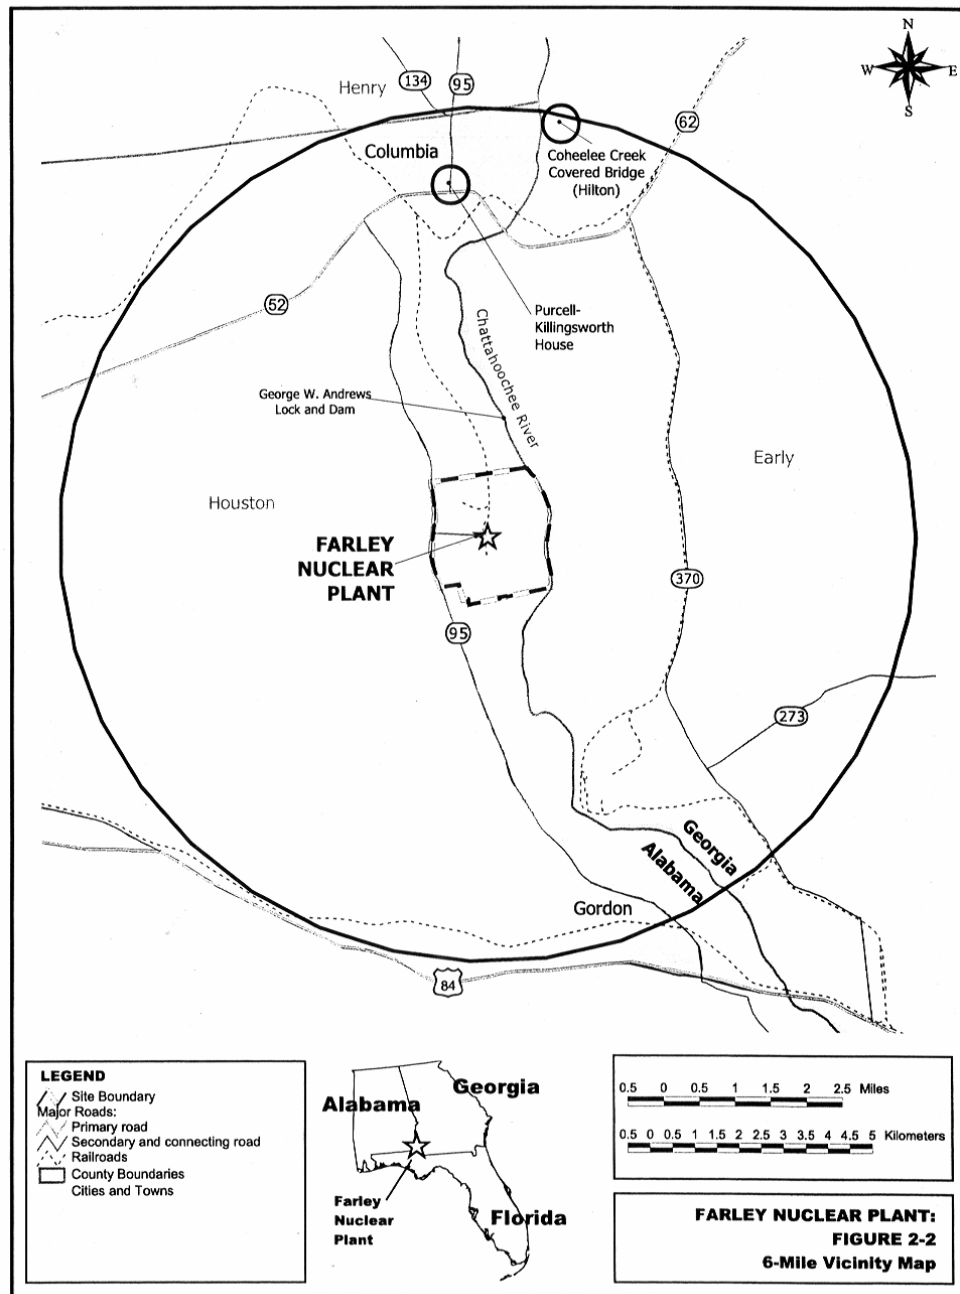 N
W
E
S
Henry
134
95
62
Columbia
Coheelee Creek
Covered Bridge
(Hilton)
52
Purcell-
Killingsworth
House
Chattahoochee River
George W. Andrews
Lock and Dam
Early
Houston
FARLEY
NUCLEAR
PLANT
370
95
273
Georgia
Alabama
Gordon
84
LEGEND
Site Boundary
Major Roads:
Primary road
Secondary and connecting road
Railroads
County Boundaries
Cities and Towns
Georgia
Alabama
Florida
Farley
Nuclear
Plant
0.5 0 0.5 1 1.5 2 2.5 Miles
0.5 0 0.5 1 1.5 2 2.5 3 3.5 4 4.5 5 Kilometers
FARLEY NUCLEAR PLANT:
FIGURE 2-2
6-Mile Vicinity Map